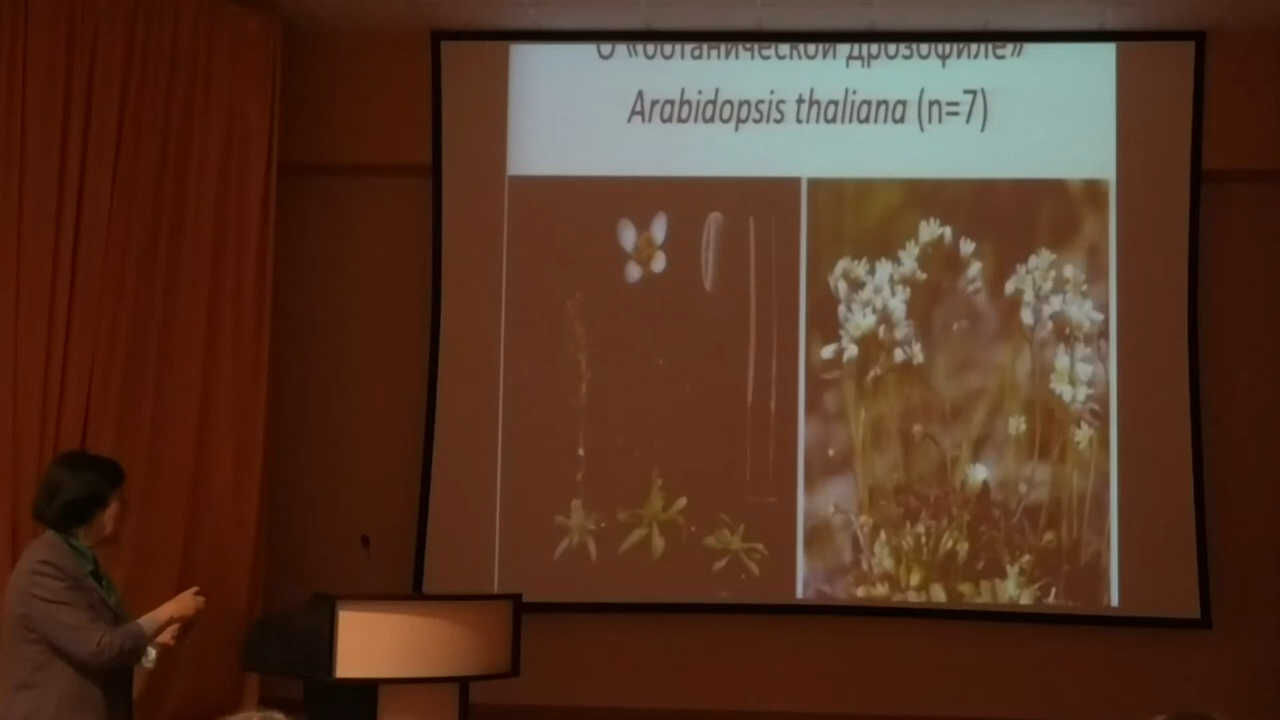 О «ботанической дрозофиле»
Arabidopsis thaliana (n=7)